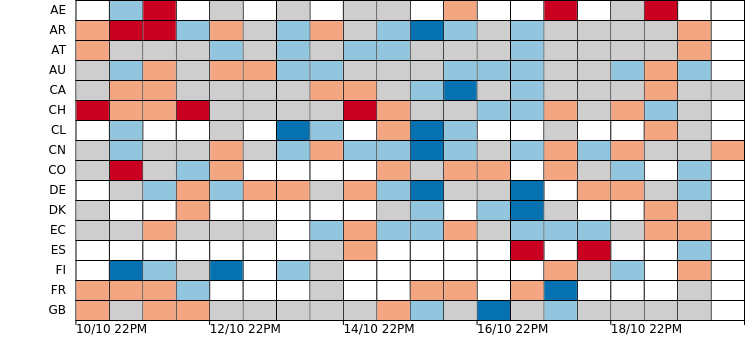 AE
AR
AT
AU
CA
CH
CL
CN
CO
DE
DK
EC
ES
FI
FR
GB
10/10 22PM 12/10 22PM 14/10 22PM 16/10 22PM 18/10 22PM